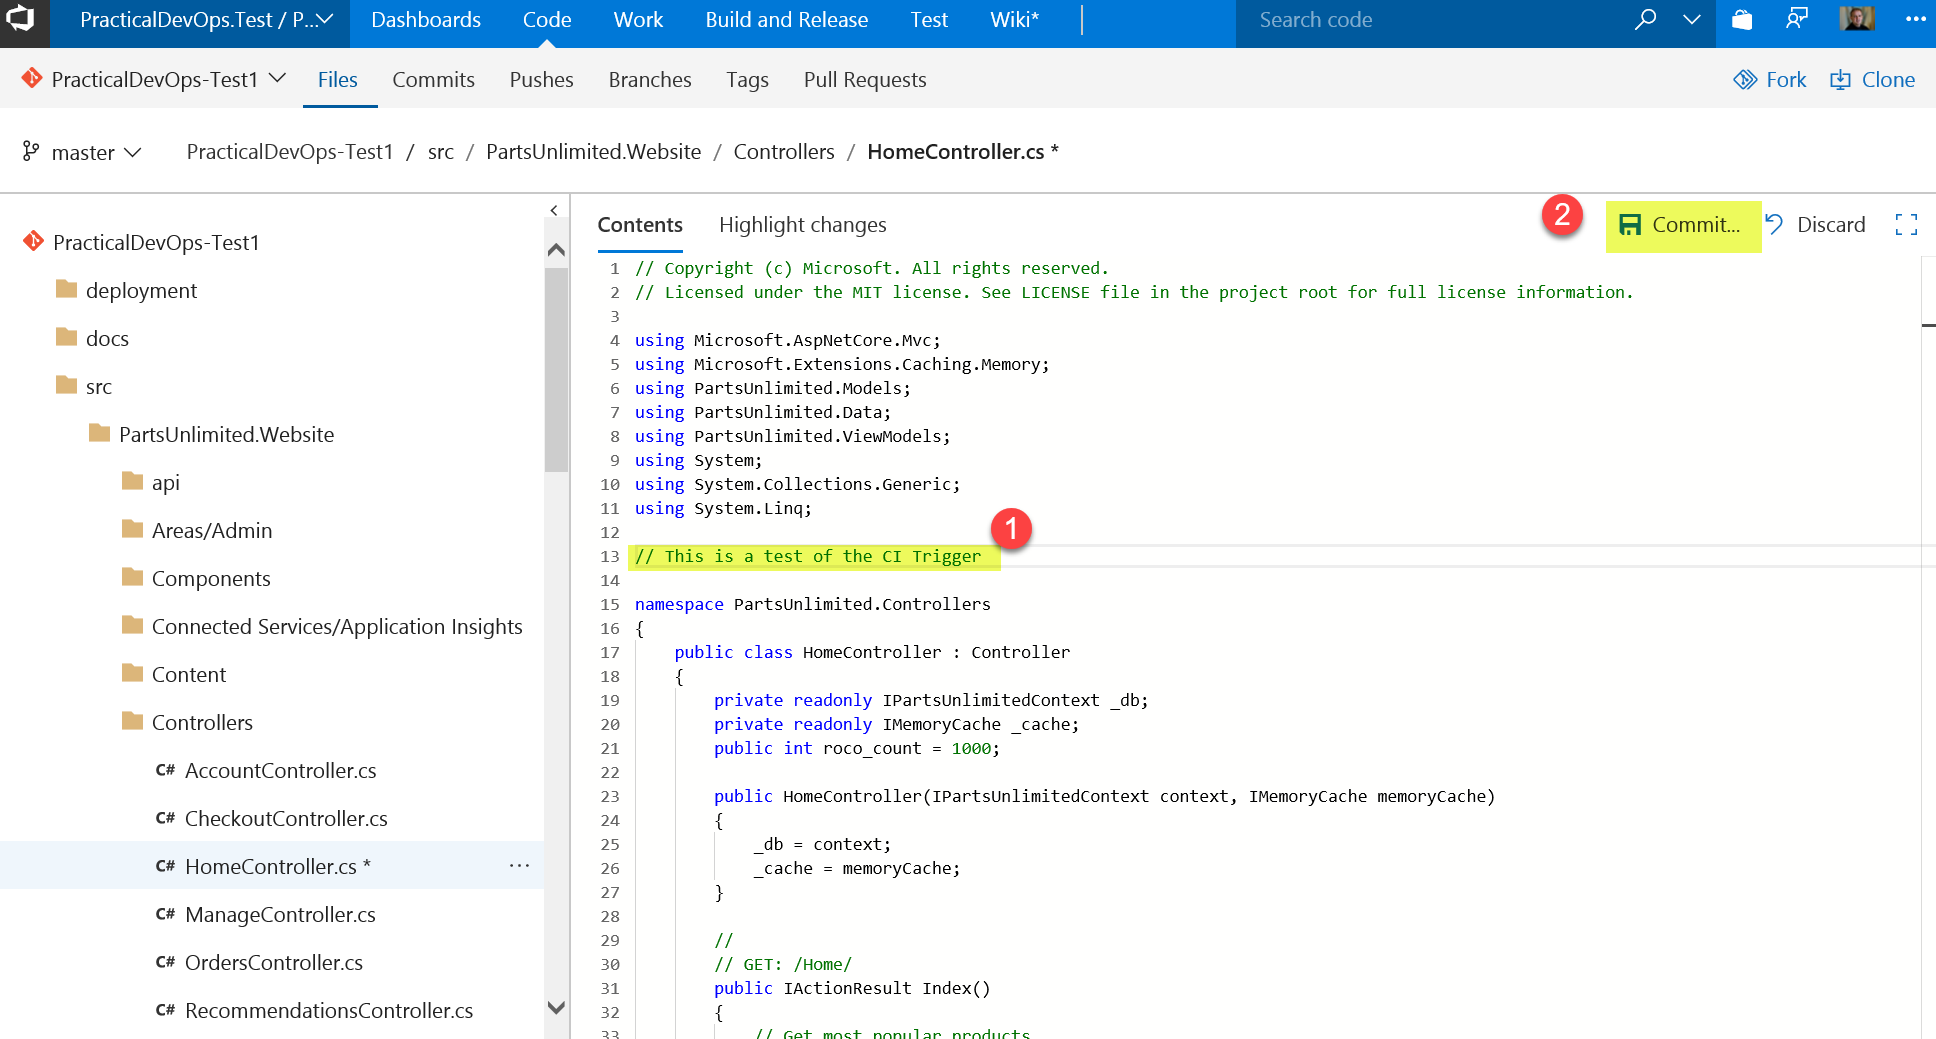 PracticalDevOps.Test / P... Dashboards Code Work Build and Release Test Wiki* Search code
PracticalDevOps-Test1 Files Commits Pushes Branches Tags Pull Requests Fork Clone
master PracticalDevOps-Test1 / src / PartsUnlimited.Website / Controllers / HomeController.cs *
PracticalDevOps-Test1
deployment
docs
src
PartsUnlimited.Website
api
Areas/Admin
Components
Connected Services/Application Insights
Content
Controllers
C# AccountController.cs
C# CheckoutController.cs
C# HomeController.cs * ...
C# ManageController.cs
C# OrdersController.cs
C# RecommendationsController.cs
Contents Highlight changes 2 Commit... Discard
1 // Copyright (c) Microsoft. All rights reserved.
2 // Licensed under the MIT license. See LICENSE file in the project root for full license information.
3
4 using Microsoft.AspNetCore.Mvc;
5 using Microsoft.Extensions.Caching.Memory;
6 using PartsUnlimited.Models;
7 using PartsUnlimited.Data;
8 using PartsUnlimited.ViewModels;
9 using System;
10 using System.Collections.Generic;
11 using System.Linq;
12
1
13 // This is a test of the CI Trigger
14
15 namespace PartsUnlimited.Controllers
16 {
17 public class HomeController : Controller
18 {
19 private readonly IPartsUnlimitedContext _db;
20 private readonly IMemoryCache _cache;
21 public int roco_count = 1000;
22
23 public HomeController(IPartsUnlimitedContext context, IMemoryCache memoryCache)
24 {
25 _db = context;
26 _cache = memoryCache;
27 }
28
29 //
30 // GET: /Home/
31 public IActionResult Index()
32 {
33 // Get most popular products